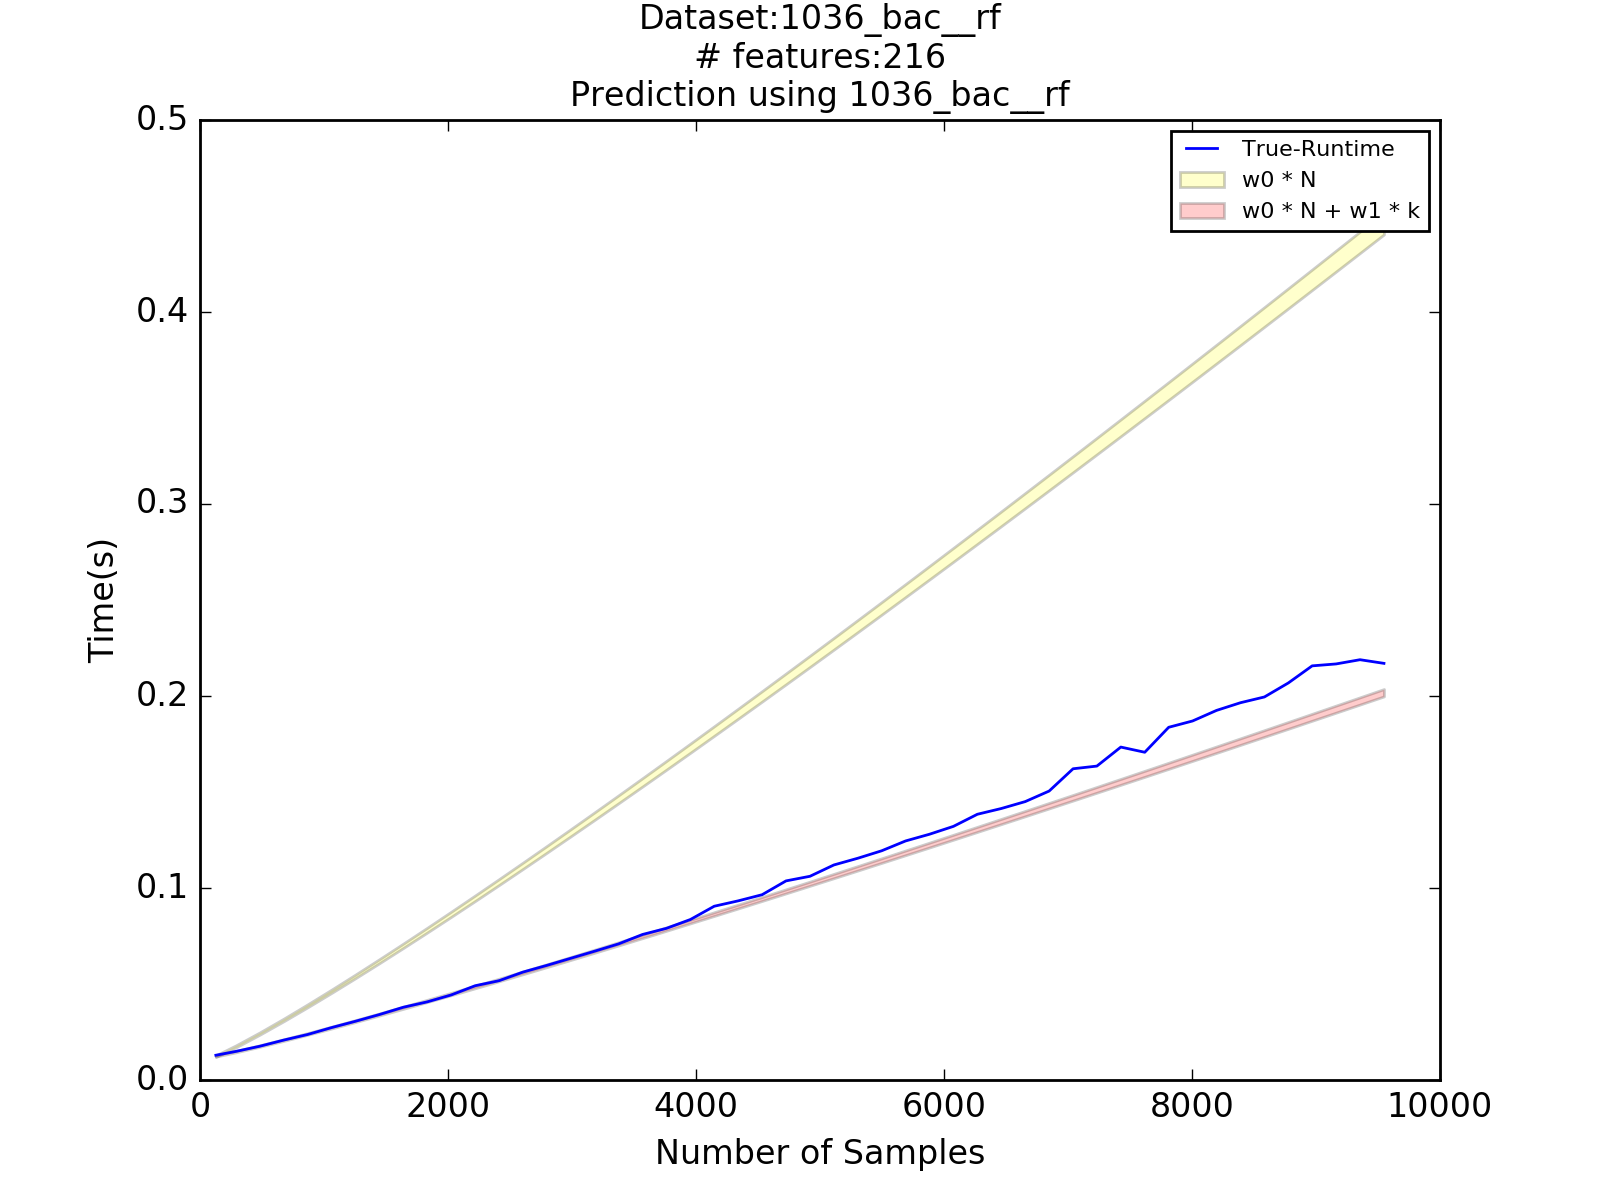 Dataset:1036_bac__rf
# features:216
Prediction using 1036_bac__rf
0.5
0.4
0.3
0.2
0.1
0.0
Time(s)
True-Runtime
w0 * N
w0 * N + w1 * k
0 2000 4000 6000 8000 10000
Number of Samples